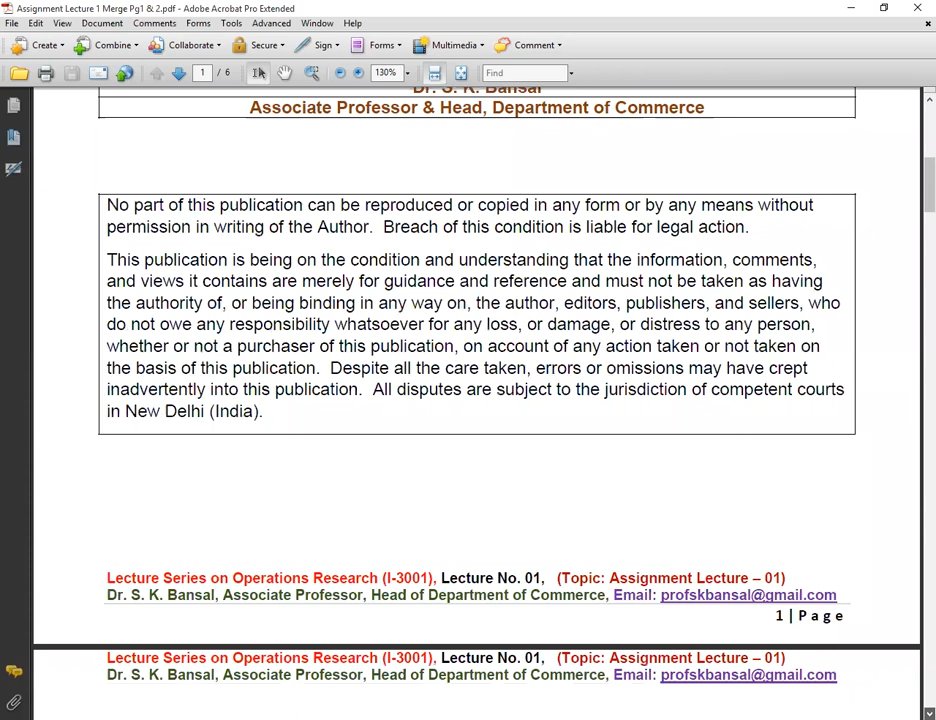 Assignment Lecture 1 Merge Pg1 & 2.pdf - Adobe Acrobat Pro Extended
File Edit View Document Comments Forms Tools Advanced Window Help
Create Combine Collaborate Secure Sign Forms Multimedia Comment
1 / 6 130% Find
Dr. S. K. Bansal
Associate Professor & Head, Department of Commerce
No part of this publication can be reproduced or copied in any form or by any means without
permission in writing of the Author. Breach of this condition is liable for legal action.
This publication is being on the condition and understanding that the information, comments,
and views it contains are merely for guidance and reference and must not be taken as having
the authority of, or being binding in any way on, the author, editors, publishers, and sellers, who
do not owe any responsibility whatsoever for any loss, or damage, or distress to any person,
whether or not a purchaser of this publication, on account of any action taken or not taken on
the basis of this publication. Despite all the care taken, errors or omissions may have crept
inadvertently into this publication. All disputes are subject to the jurisdiction of competent courts
in New Delhi (India).
Lecture Series on Operations Research (I-3001), Lecture No. 01, (Topic: Assignment Lecture – 01)
Dr. S. K. Bansal, Associate Professor, Head of Department of Commerce, Email: profskbansal@gmail.com
1 | P a g e
Lecture Series on Operations Research (I-3001), Lecture No. 01, (Topic: Assignment Lecture – 01)
Dr. S. K. Bansal, Associate Professor, Head of Department of Commerce, Email: profskbansal@gmail.com